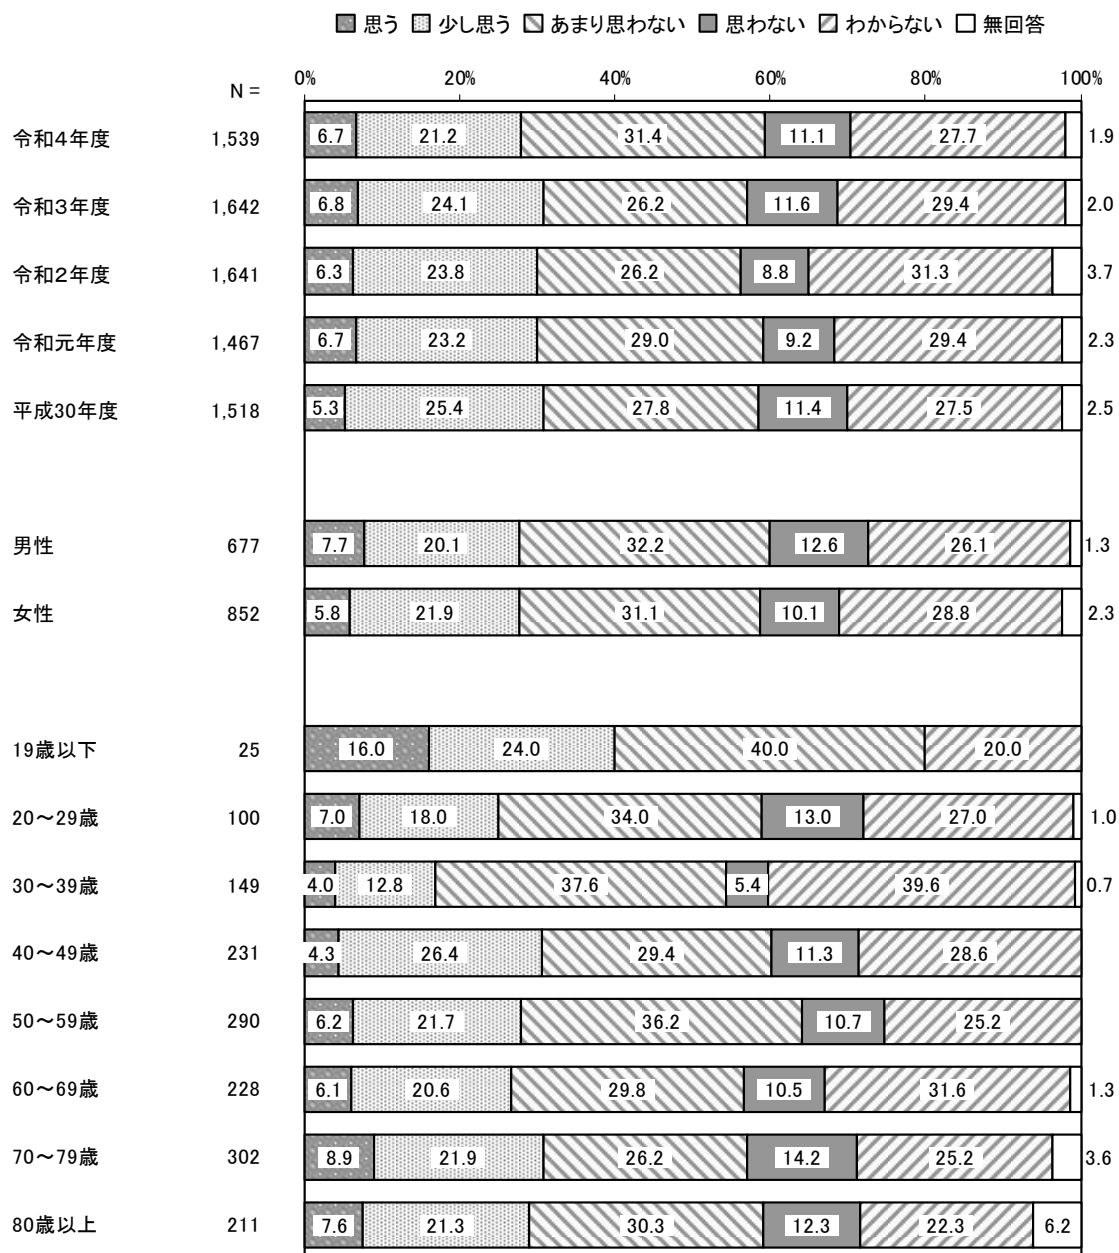 思う 少し思う あまり思わない 思わない わからない 無回答
0% 20% 40% 60% 80% 100%
N =
令和4年度 1,539 6.7 21.2 31.4 11.1 27.7 1.9
令和3年度 1,642 6.8 24.1 26.2 11.6 29.4 2.0
令和2年度 1,641 6.3 23.8 26.2 8.8 31.3 3.7
令和元年度 1,467 6.7 23.2 29.0 9.2 29.4 2.3
平成30年度 1,518 5.3 25.4 27.8 11.4 27.5 2.5
男性 677 7.7 20.1 32.2 12.6 26.1 1.3
女性 852 5.8 21.9 31.1 10.1 28.8 2.3
19歳以下 25 16.0 24.0 40.0 20.0
20～29歳 100 7.0 18.0 34.0 13.0 27.0 1.0
30～39歳 149 4.0 12.8 37.6 5.4 39.6 0.7
40～49歳 231 4.3 26.4 29.4 11.3 28.6
50～59歳 290 6.2 21.7 36.2 10.7 25.2
60～69歳 228 6.1 20.6 29.8 10.5 31.6 1.3
70～79歳 302 8.9 21.9 26.2 14.2 25.2 3.6
80歳以上 211 7.6 21.3 30.3 12.3 22.3 6.2